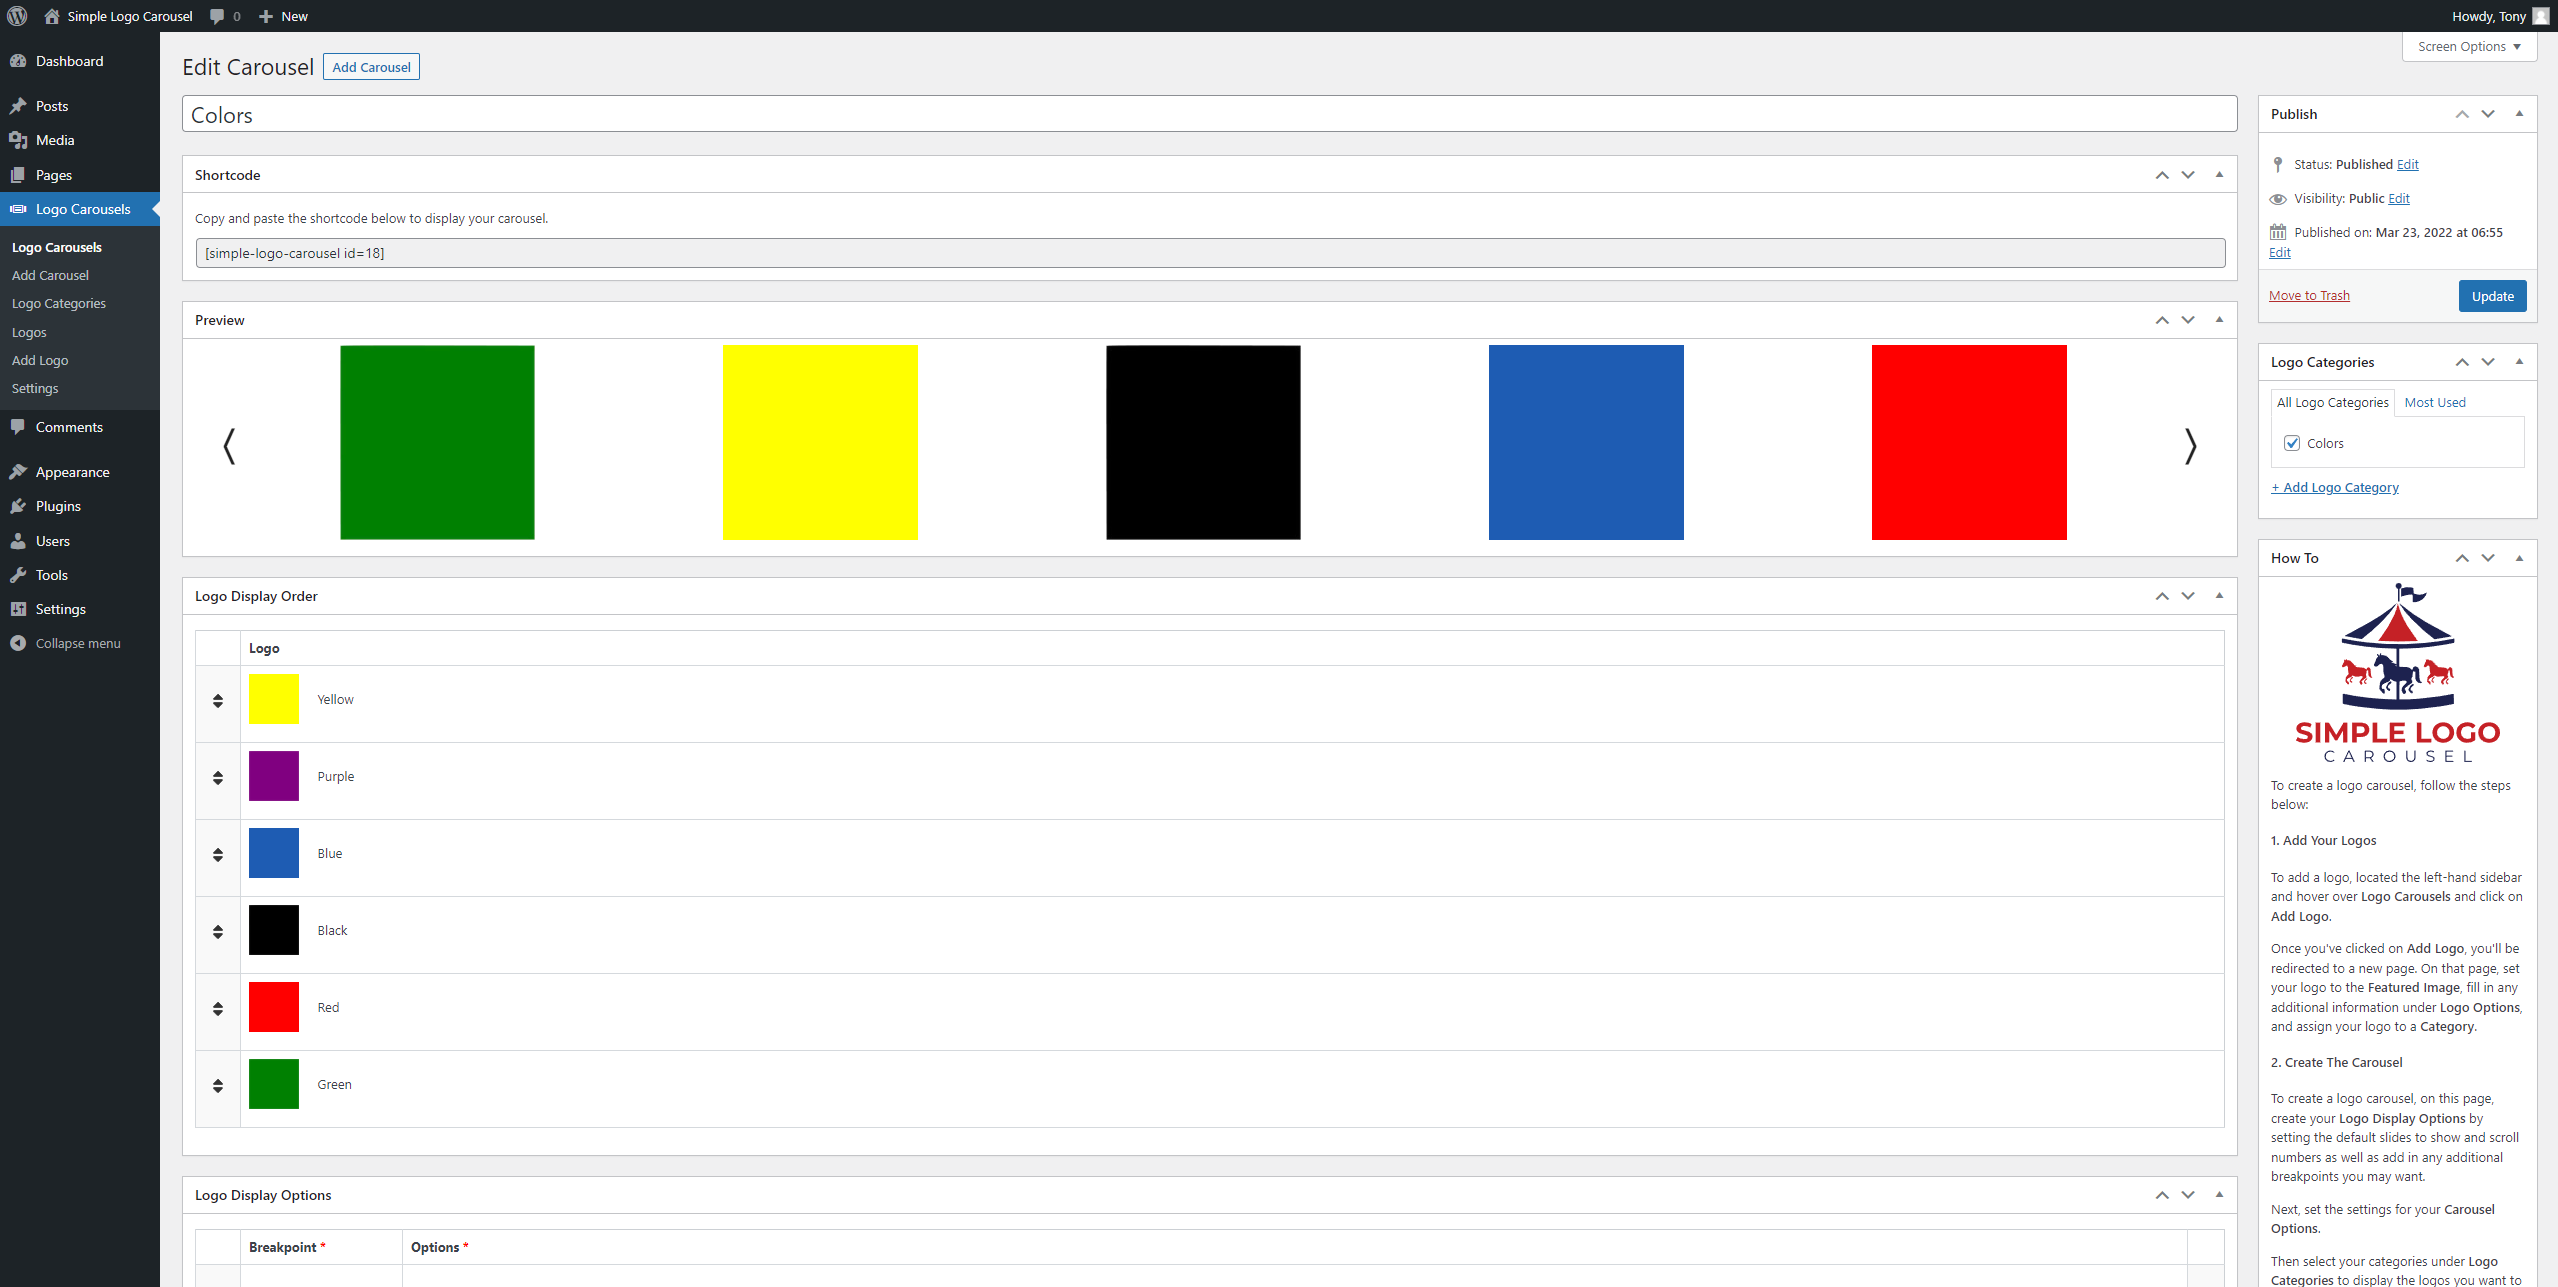 Simple Logo Carousel
0
New
Howdy, Tony
Dashboard
Posts
Media
Pages
Logo Carousels
Logo Carousels
Add Carousel
Logo Categories
Logos
Add Logo
Settings
Comments
Appearance
Plugins
Users
Tools
Settings
Collapse menu
Screen Options
Edit Carousel
Add Carousel
Colors
Shortcode
Copy and paste the shortcode below to display your carousel.
[simple-logo-carousel id=18]
Preview
Logo Display Order
Logo
Yellow
Purple
Blue
Black
Red
Green
Logo Display Options
Breakpoint *
Options *
Publish
Status: Published Edit
Visibility: Public Edit
Published on: Mar 23, 2022 at 06:55
Edit
Move to Trash
Update
Logo Categories
All Logo Categories
Most Used
Colors
+ Add Logo Category
How To
SIMPLE LOGO
CAROUSEL
To create a logo carousel, follow the steps
below:
1. Add Your Logos
To add a logo, located the left-hand sidebar
and hover over Logo Carousels and click on
Add Logo.
Once you've clicked on Add Logo, you'll be
redirected to a new page. On that page, set
your logo to the Featured Image, fill in any
additional information under Logo Options,
and assign your logo to a Category.
2. Create The Carousel
To create a logo carousel, on this page,
create your Logo Display Options by
setting the default slides to show and scroll
numbers as well as add in any additional
breakpoints you may want.
Next, set the settings for your Carousel
Options.
Then select your categories under Logo
Categories to display the logos you want to